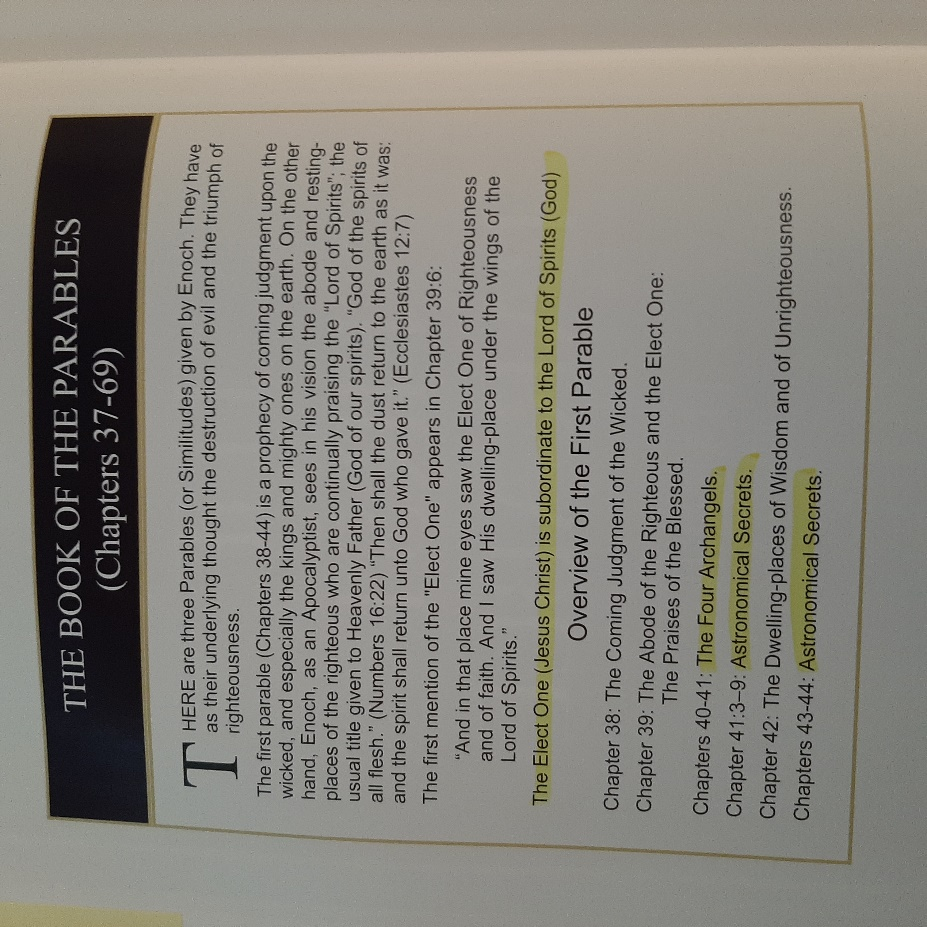 THE BOOK OF THE PARABLES
(Chapters 37-69)
THERE are three Parables (or Similitudes) given by Enoch. They have
as their underlying thought the destruction of evil and the triumph of
righteousness.
The first parable (Chapters 38-44) is a prophecy of coming judgment upon the
wicked, and especially the kings and mighty ones on the earth. On the other
hand, Enoch, as an Apocalyptist, sees in his vision the abode and resting-
places of the righteous who are continually praising the "Lord of Spirits"; the
usual title given to Heavenly Father (God of our spirits). "God of the spirits of
all flesh." (Numbers 16:22) "Then shall the dust return to the earth as it was:
and the spirit shall return unto God who gave it." (Ecclesiastes 12:7)
The first mention of the "Elect One" appears in Chapter 39:6:
"And in that place mine eyes saw the Elect One of Righteousness
and of faith. And I saw His dwelling-place under the wings of the
Lord of Spirits."
The Elect One (Jesus Christ) is subordinate to the Lord of Spirits (God)
Overview of the First Parable
Chapter 38: The Coming Judgment of the Wicked.
Chapter 39: The Abode of the Righteous and the Elect One:
The Praises of the Blessed.
Chapters 40-41: The Four Archangels.
Chapter 41:3-9: Astronomical Secrets.
Chapter 42: The Dwelling-places of Wisdom and of Unrighteousness.
Chapters 43-44: Astronomical Secrets.